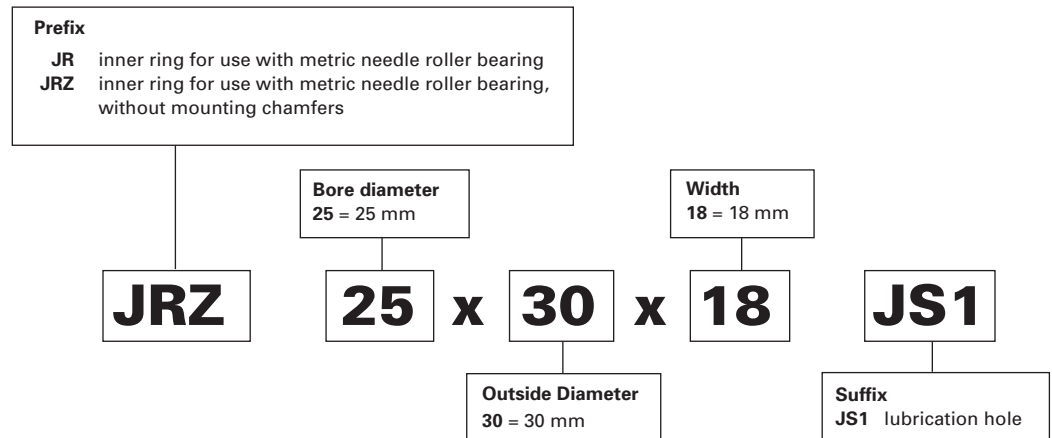 Prefix
JR inner ring for use with metric needle roller bearing
JRZ inner ring for use with metric needle roller bearing,
without mounting chamfers
Bore diameter
25 = 25 mm
Width
18 = 18 mm
JRZ 25 x 30 x 18 JS1
Outside Diameter
30 = 30 mm
Suffix
JS1 lubrication hole